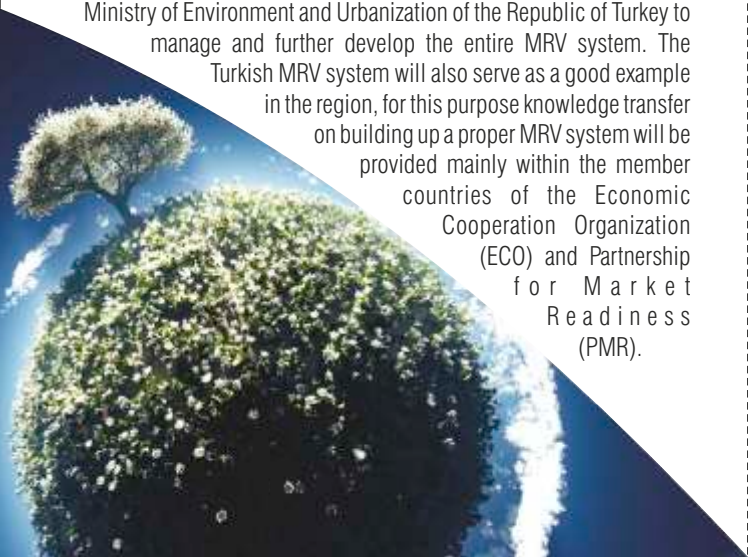 Ministry of Environment and Urbanization of the Republic of Turkey to
manage and further develop the entire MRV system. The
Turkish MRV system will also serve as a good example
in the region, for this purpose knowledge transfer
on building up a proper MRV system will be
provided mainly within the member
countries of the Economic
Cooperation Organization
(ECO) and Partnership
for Market
Readiness
(PMR).